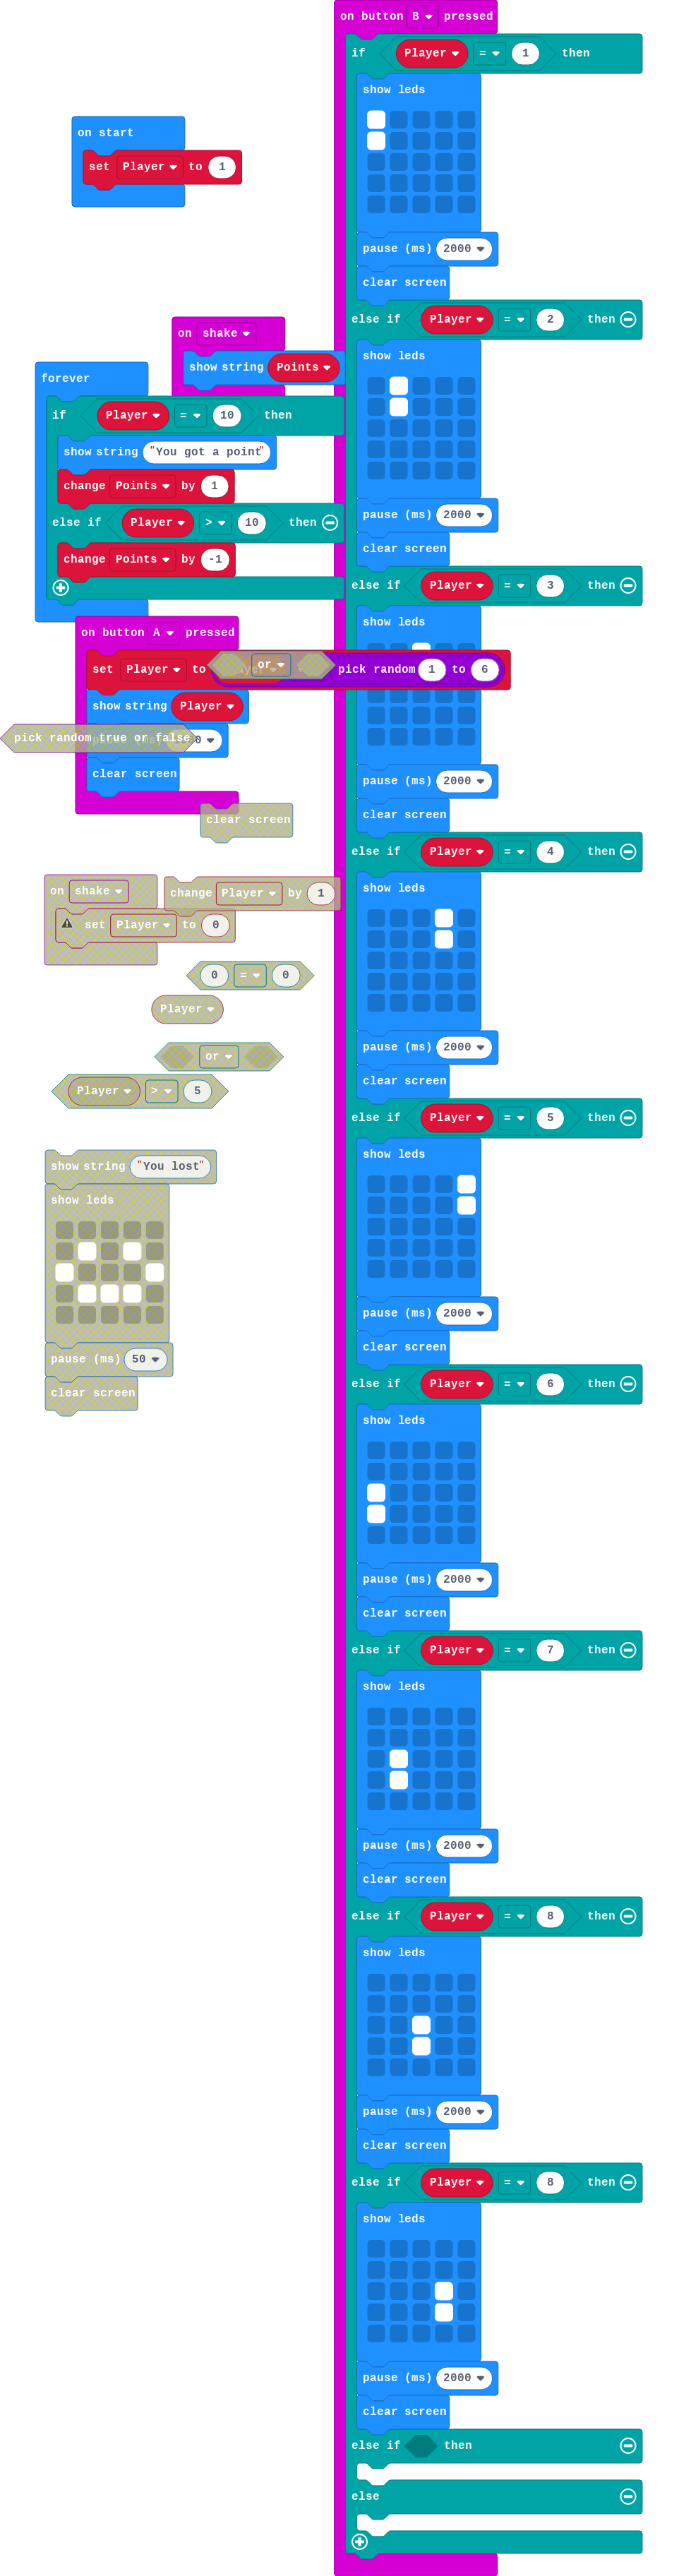 on start
set Player to 1
on shake
show string Points
forever
if Player = 10 then
show string "You got a point"
change Points by 1
else if Player > 10 then
change Points by -1
on button A pressed
set Player to or pick random 1 to 6
show string Player
pick random true or false
clear screen
clear screen
on shake
change Player by 1
set Player to 0
0 = 0
Player
or
Player > 5
show string "You lost"
show leds
pause (ms) 50
clear screen
on button B pressed
if Player = 1 then
show leds
pause (ms) 2000
clear screen
else if Player = 2 then
show leds
pause (ms) 2000
clear screen
else if Player = 3 then
show leds
pause (ms) 2000
clear screen
else if Player = 4 then
show leds
pause (ms) 2000
clear screen
else if Player = 5 then
show leds
pause (ms) 2000
clear screen
else if Player = 6 then
show leds
pause (ms) 2000
clear screen
else if Player = 7 then
show leds
pause (ms) 2000
clear screen
else if Player = 8 then
show leds
pause (ms) 2000
clear screen
else if Player = 8 then
show leds
pause (ms) 2000
clear screen
else if then
else